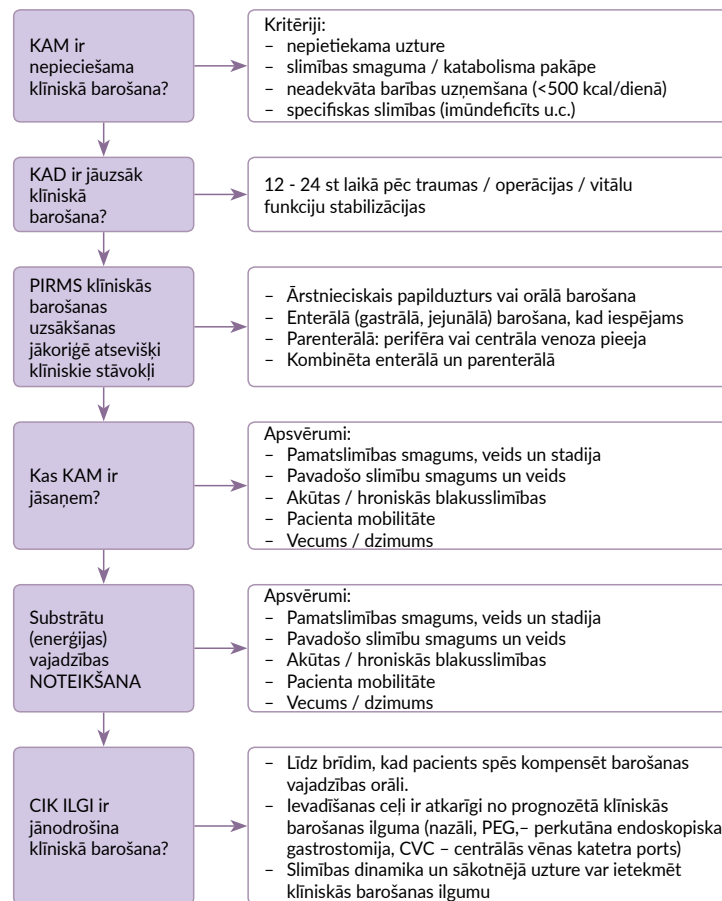 KAM ir
nepieciešama
klīniskā barošana?
Kritēriji:
– nepietiekama uzture
– slimības smaguma / katabolisma pakāpe
– neadekvāta barības uzņemšana (<500 kcal/dienā)
– specifiskas slimības (imūndeficīts u.c.)
KAD ir jāuzsāk
klīniskā
barošana?
12 - 24 st laikā pēc traumas / operācijas / vitālu
funkciju stabilizācijas
PIRMS klīniskās
barošanas
uzsākšanas
jākoriģē atsevišķi
klīniskie stāvokļi
– Ārstnieciskais papilduzturs vai orālā barošana
– Enterālā (gastrālā, jejunālā) barošana, kad iespējams
– Parenterālā: perifēra vai centrāla venoza pieeja
– Kombinēta enterālā un parenterālā
Kas KAM ir
jāsaņem?
Apsvērumi:
– Pamatslimības smagums, veids un stadija
– Pavadošo slimību smagums un veids
– Akūtas / hroniskās blakusslimības
– Pacienta mobilitāte
– Vecums / dzimums
Substrātu
(enerģijas)
vajadzības
NOTEIKŠANA
Apsvērumi:
– Pamatslimības smagums, veids un stadija
– Pavadošo slimību smagums un veids
– Akūtas / hroniskās blakusslimības
– Pacienta mobilitāte
– Vecums / dzimums
CIK ILGI ir
jānodrošina
klīniskā barošana?
– Līdz brīdim, kad pacients spēs kompensēt barošanas
vajadzības orāli.
– Ievadīšanas ceļi ir atkarīgi no prognozētā klīniskās
barošanas ilguma (nazāli, PEG,– perkutāna endoskopiska
gastrostomija, CVC – centrālās vēnas katetra ports)
– Slimības dinamika un sākotnējā uzture var ietekmēt
klīniskās barošanas ilgumu